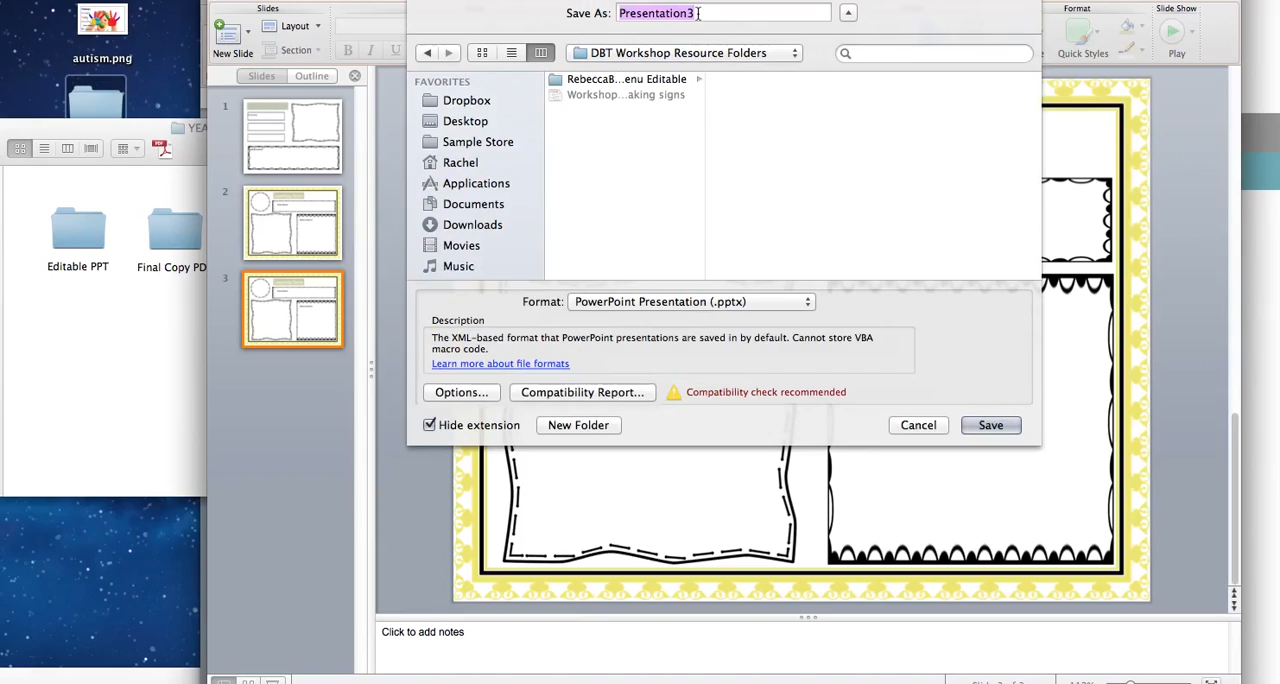 autism.png
YEA
Editable PPT
Final Copy PD
Slides
New Slide
Layout
Section
B I U
Slides
Outline
1
2
3
Save As: Presentation3
DBT Workshop Resource Folders
FAVORITES
Dropbox
Desktop
Sample Store
Rachel
Applications
Documents
Downloads
Movies
Music
RebeccaB...enu Editable
Workshop...aking signs
Format: PowerPoint Presentation (.pptx)
Description
The XML-based format that PowerPoint presentations are saved in by default. Cannot store VBA
macro code.
Learn more about file formats
Options...
Compatibility Report...
Compatibility check recommended
Hide extension
New Folder
Cancel
Save
Format
Slide Show
Quick Styles
Play
Click to add notes